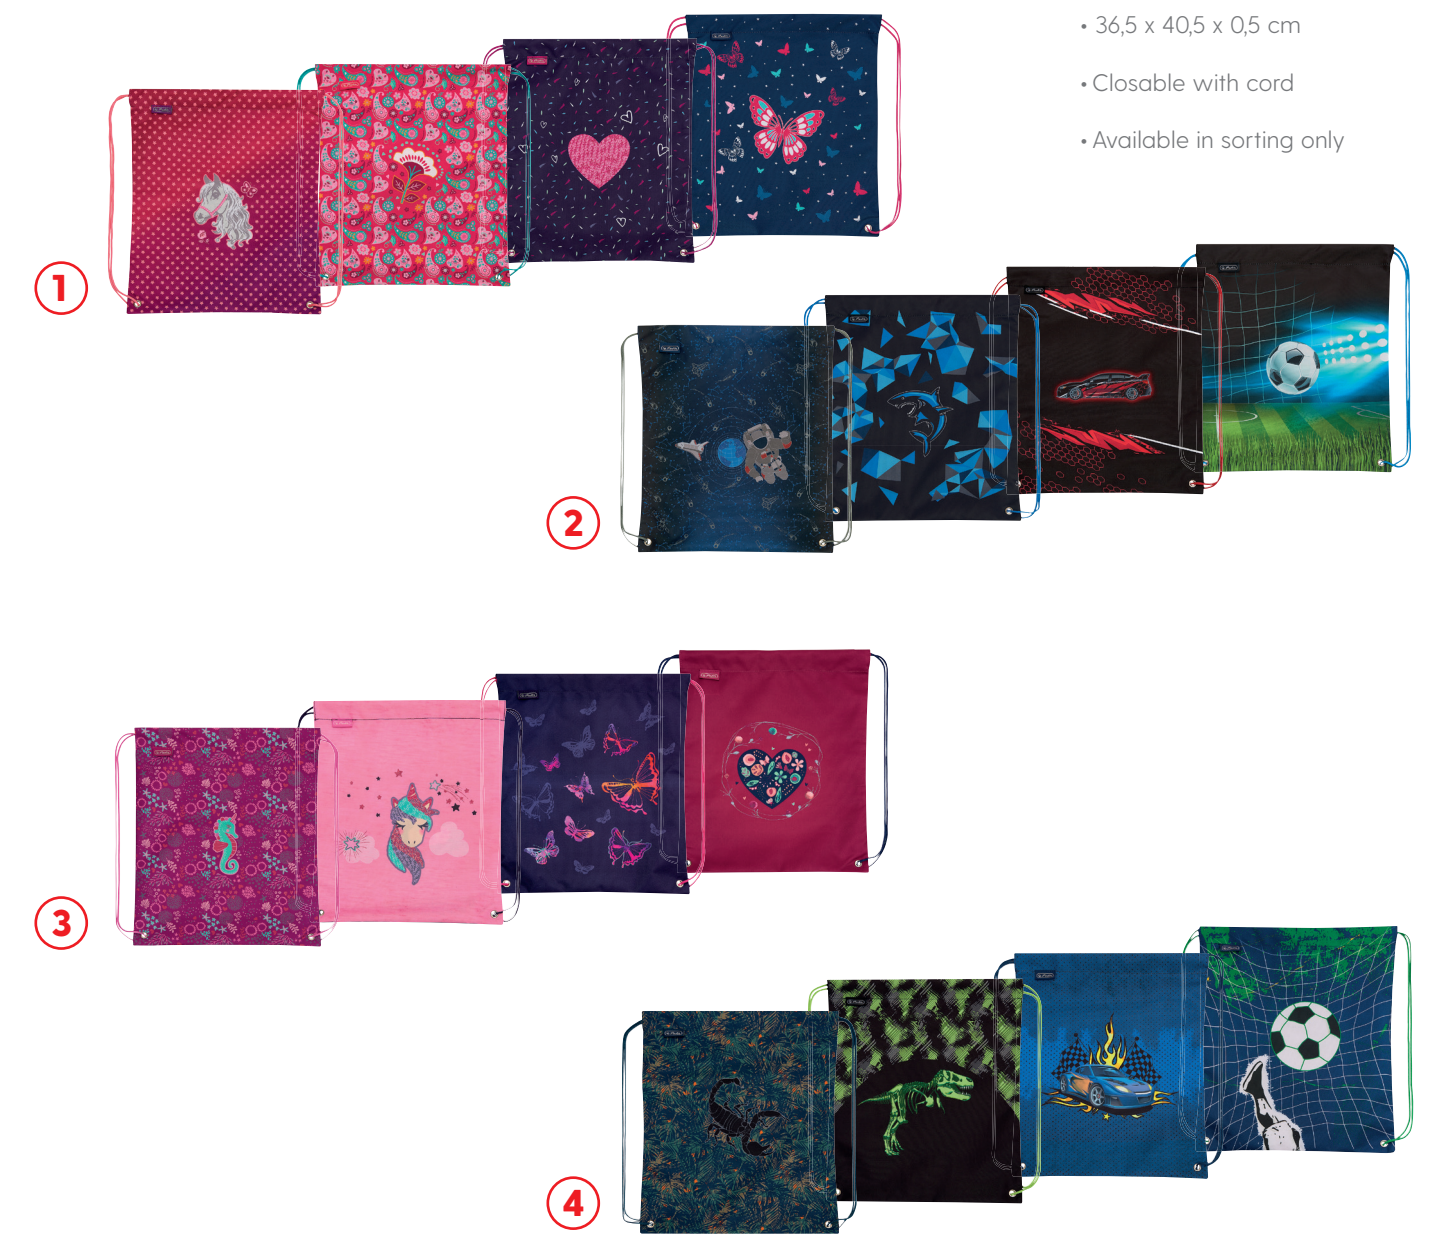 • 36,5 x 40,5 x 0,5 cm
• Closable with cord
• Available in sorting only
1
2
3
4